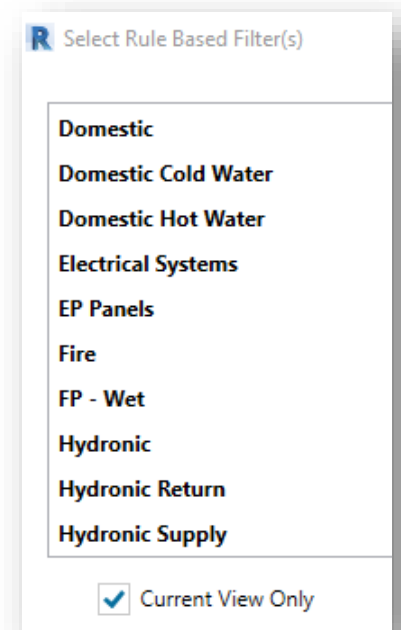 R Select Rule Based Filter(s)
Domestic
Domestic Cold Water
Domestic Hot Water
Electrical Systems
EP Panels
Fire
FP - Wet
Hydronic
Hydronic Return
Hydronic Supply
Current View Only